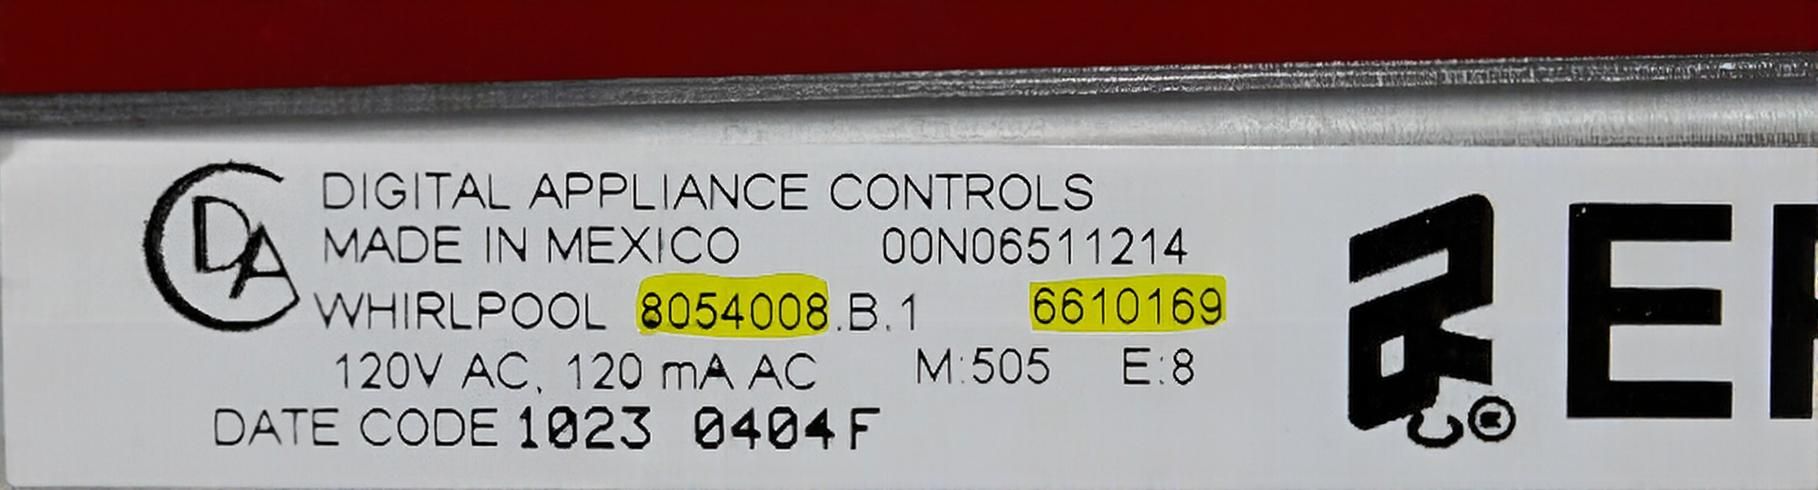 DIGITAL APPLIANCE CONTROLS
MADE IN MEXICO 00N06511214
WHIRLPOOL 8054008.B.1 6610169
120V AC, 120 mA AC M:505 E:8
DATE CODE 1023 0404F
DA
C ®